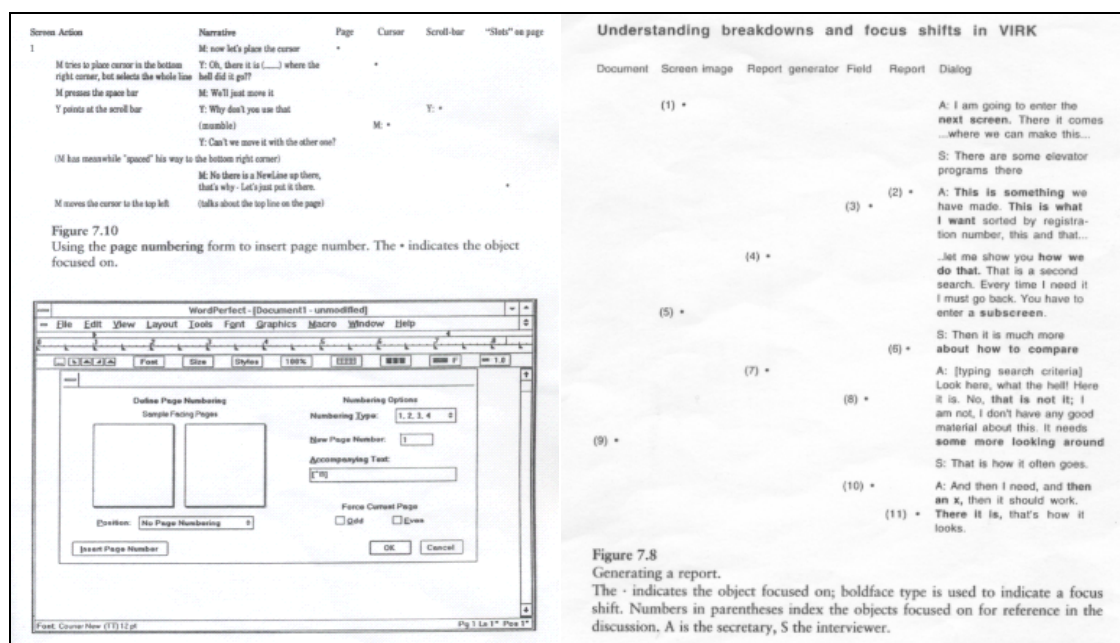 Screen Action Narrative Page Cursor Scroll-bar "Slots" on page
1 M: now let's place the cursor •
M tries to place cursor in the bottom Y: Oh, there it is (......) where the •
right corner, but selects the whole line hell did it go??
M presses the space bar M: We'll just move it
Y points at the scroll bar Y: Why don't you use that Y: •
(mumble) M: •
Y: Can't we move it with the other one?
(M has meanwhile "spaced" his way to the bottom right corner)
M: No there is a NewLine up there, •
that's why - Let's just put it there.
M moves the cursor to the top left (talks about the top line on the page)
Figure 7.10
Using the page numbering form to insert page number. The • indicates the object
focused on.
WordPerfect - [Document1 - unmodified]
File Edit View Layout Tools Font Graphics Macro Window Help
Font Size Styles 100% 1.0
Define Page Numbering
Sample Facing Pages
Position: No Page Numbering
Insert Page Number
Numbering Options
Numbering Type: 1, 2, 3, 4
New Page Number: 1
Accompanying Text:
Force Current Page
Odd Even
OK Cancel
Font: Courier New (TT) 12 pt Pg 1 Ln 1" Pos 1"
Understanding breakdowns and focus shifts in VIRK
Document Screen image Report generator Field Report Dialog
(1) • A: I am going to enter the
next screen. There it comes
...where we can make this...
S: There are some elevator
programs there
(2) • A: This is something we
(3) • have made. This is what
I want sorted by registra-
tion number, this and that...
(4) • ..let me show you how we
do that. That is a second
search. Every time I need it
I must go back. You have to
(5) • enter a subscreen.
S: Then it is much more
(6) • about how to compare
(7) • A: [typing search criteria]
Look here, what the hell! Here
(8) • it is. No, that is not it; I
am not, I don't have any good
material about this. It needs
(9) • some more looking around
S: That is how it often goes.
(10) • A: And then I need, and then
an x, then it should work.
(11) • There it is, that's how it
looks.
Figure 7.8
Generating a report.
The · indicates the object focused on; boldface type is used to indicate a focus
shift. Numbers in parentheses index the objects focused on for reference in the
discussion. A is the secretary, S the interviewer.